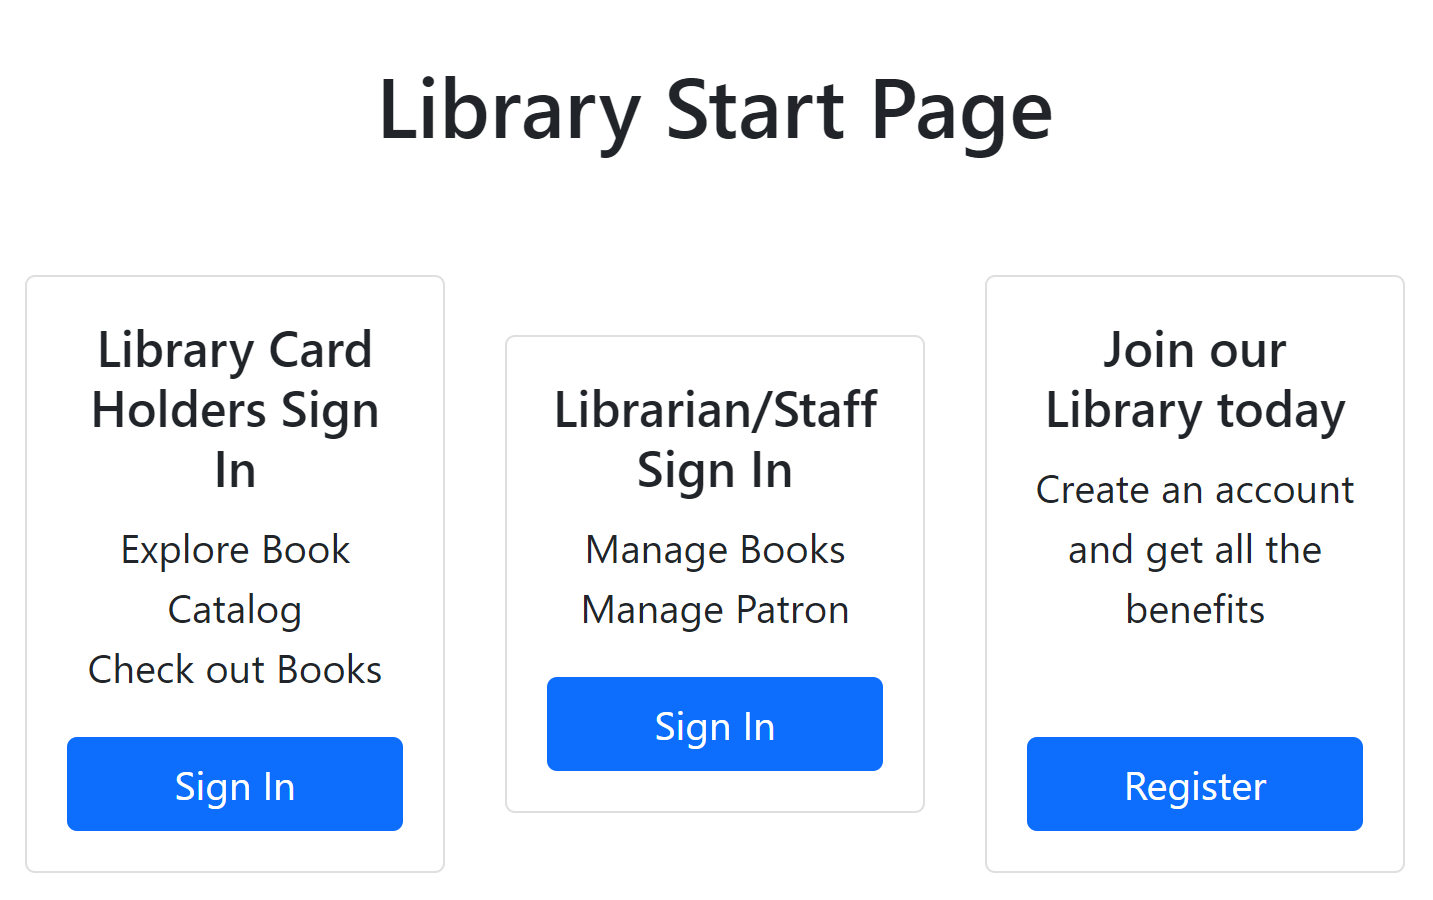 Library Start Page
Library Card
Holders Sign
In
Explore Book
Catalog
Check out Books
Sign In
Librarian/Staff
Sign In
Manage Books
Manage Patron
Sign In
Join our
Library today
Create an account
and get all the
benefits
Register